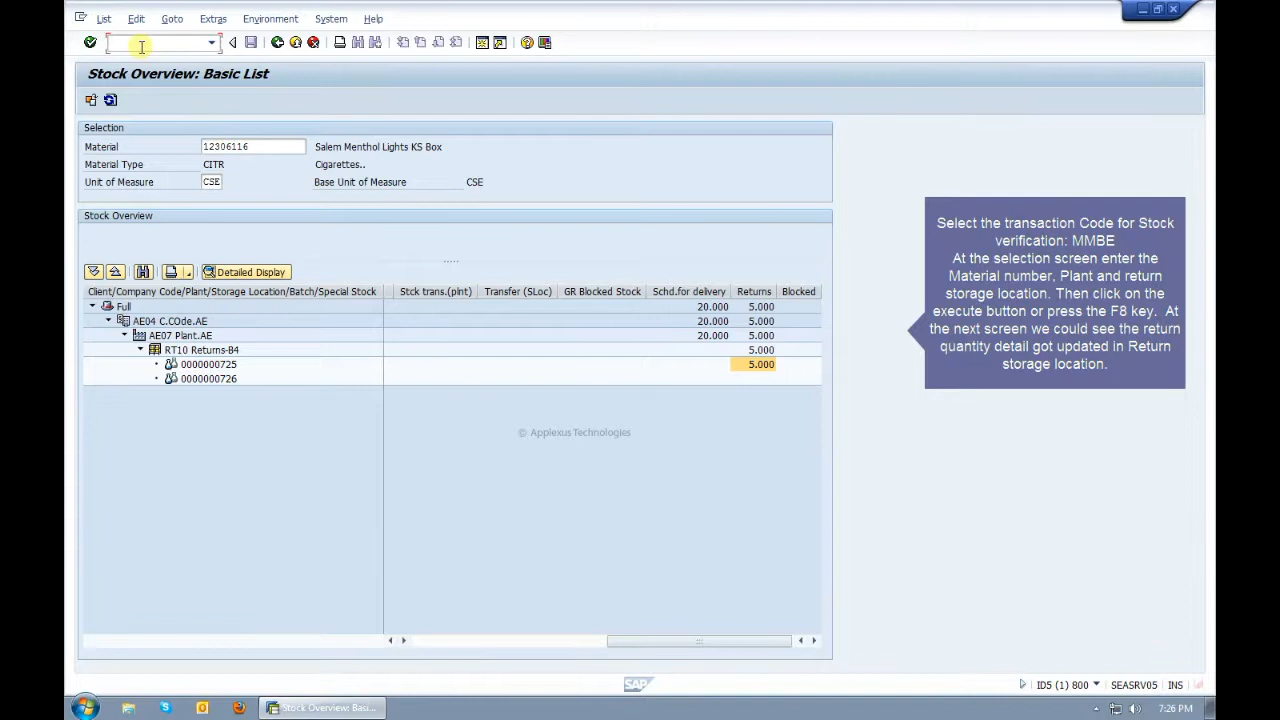 List Edit Goto Extras Environment System Help
Stock Overview: Basic List
Selection
Material 12306116 Salem Menthol Lights KS Box
Material Type CITR Cigarettes..
Unit of Measure CSE Base Unit of Measure CSE
Stock Overview
Detailed Display
Client/Company Code/Plant/Storage Location/Batch/Special Stock Stck trans.(plnt) Transfer (SLoc) GR Blocked Stock Schd.for delivery Returns Blocked
Full 20.000 5.000
AE04 C.COde.AE 20.000 5.000
AE07 Plant.AE 20.000 5.000
RT10 Returns-B4 5.000
0000000725 5.000
0000000726
© Applexus Technologies
Select the transaction Code for Stock
verification: MMBE
At the selection screen enter the
Material number, Plant and return
storage location. Then click on the
execute button or press the F8 key. At
the next screen we could see the return
quantity detail got updated in Return
storage location.
SAP
ID5 (1) 800 SEASRV05 INS
Stock Overview: Basi...
7:26 PM